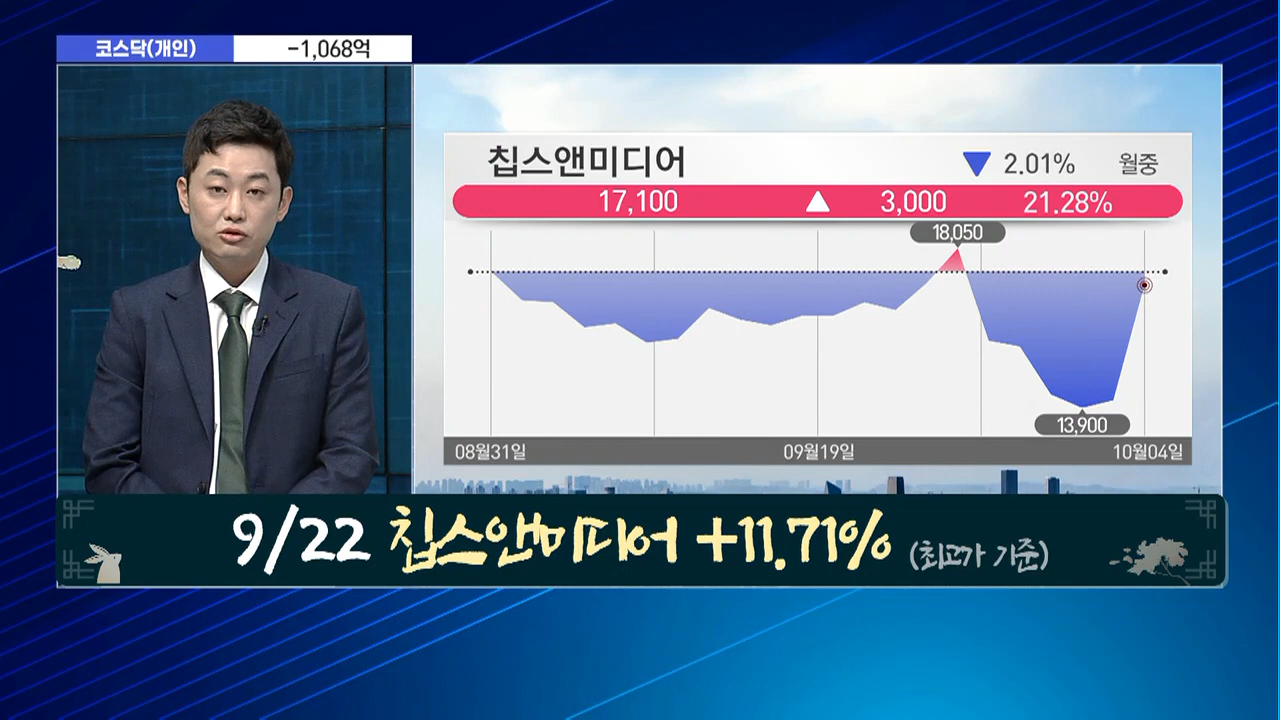 코스닥(개인) -1,068억
칩스앤미디어 ▼ 2.01% 월중
17,100 ▲ 3,000 21.28%
18,050
13,900
08월31일 09월19일 10월04일
9/22 칩스앤미디어 +11.71% (최고가 기준)